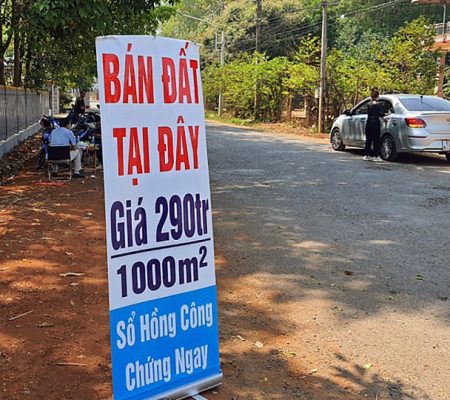 BÁN ĐẤT
TẠI ĐÂY
Giá 290tr
1000m²
Sổ Hồng Công
Chứng Ngay